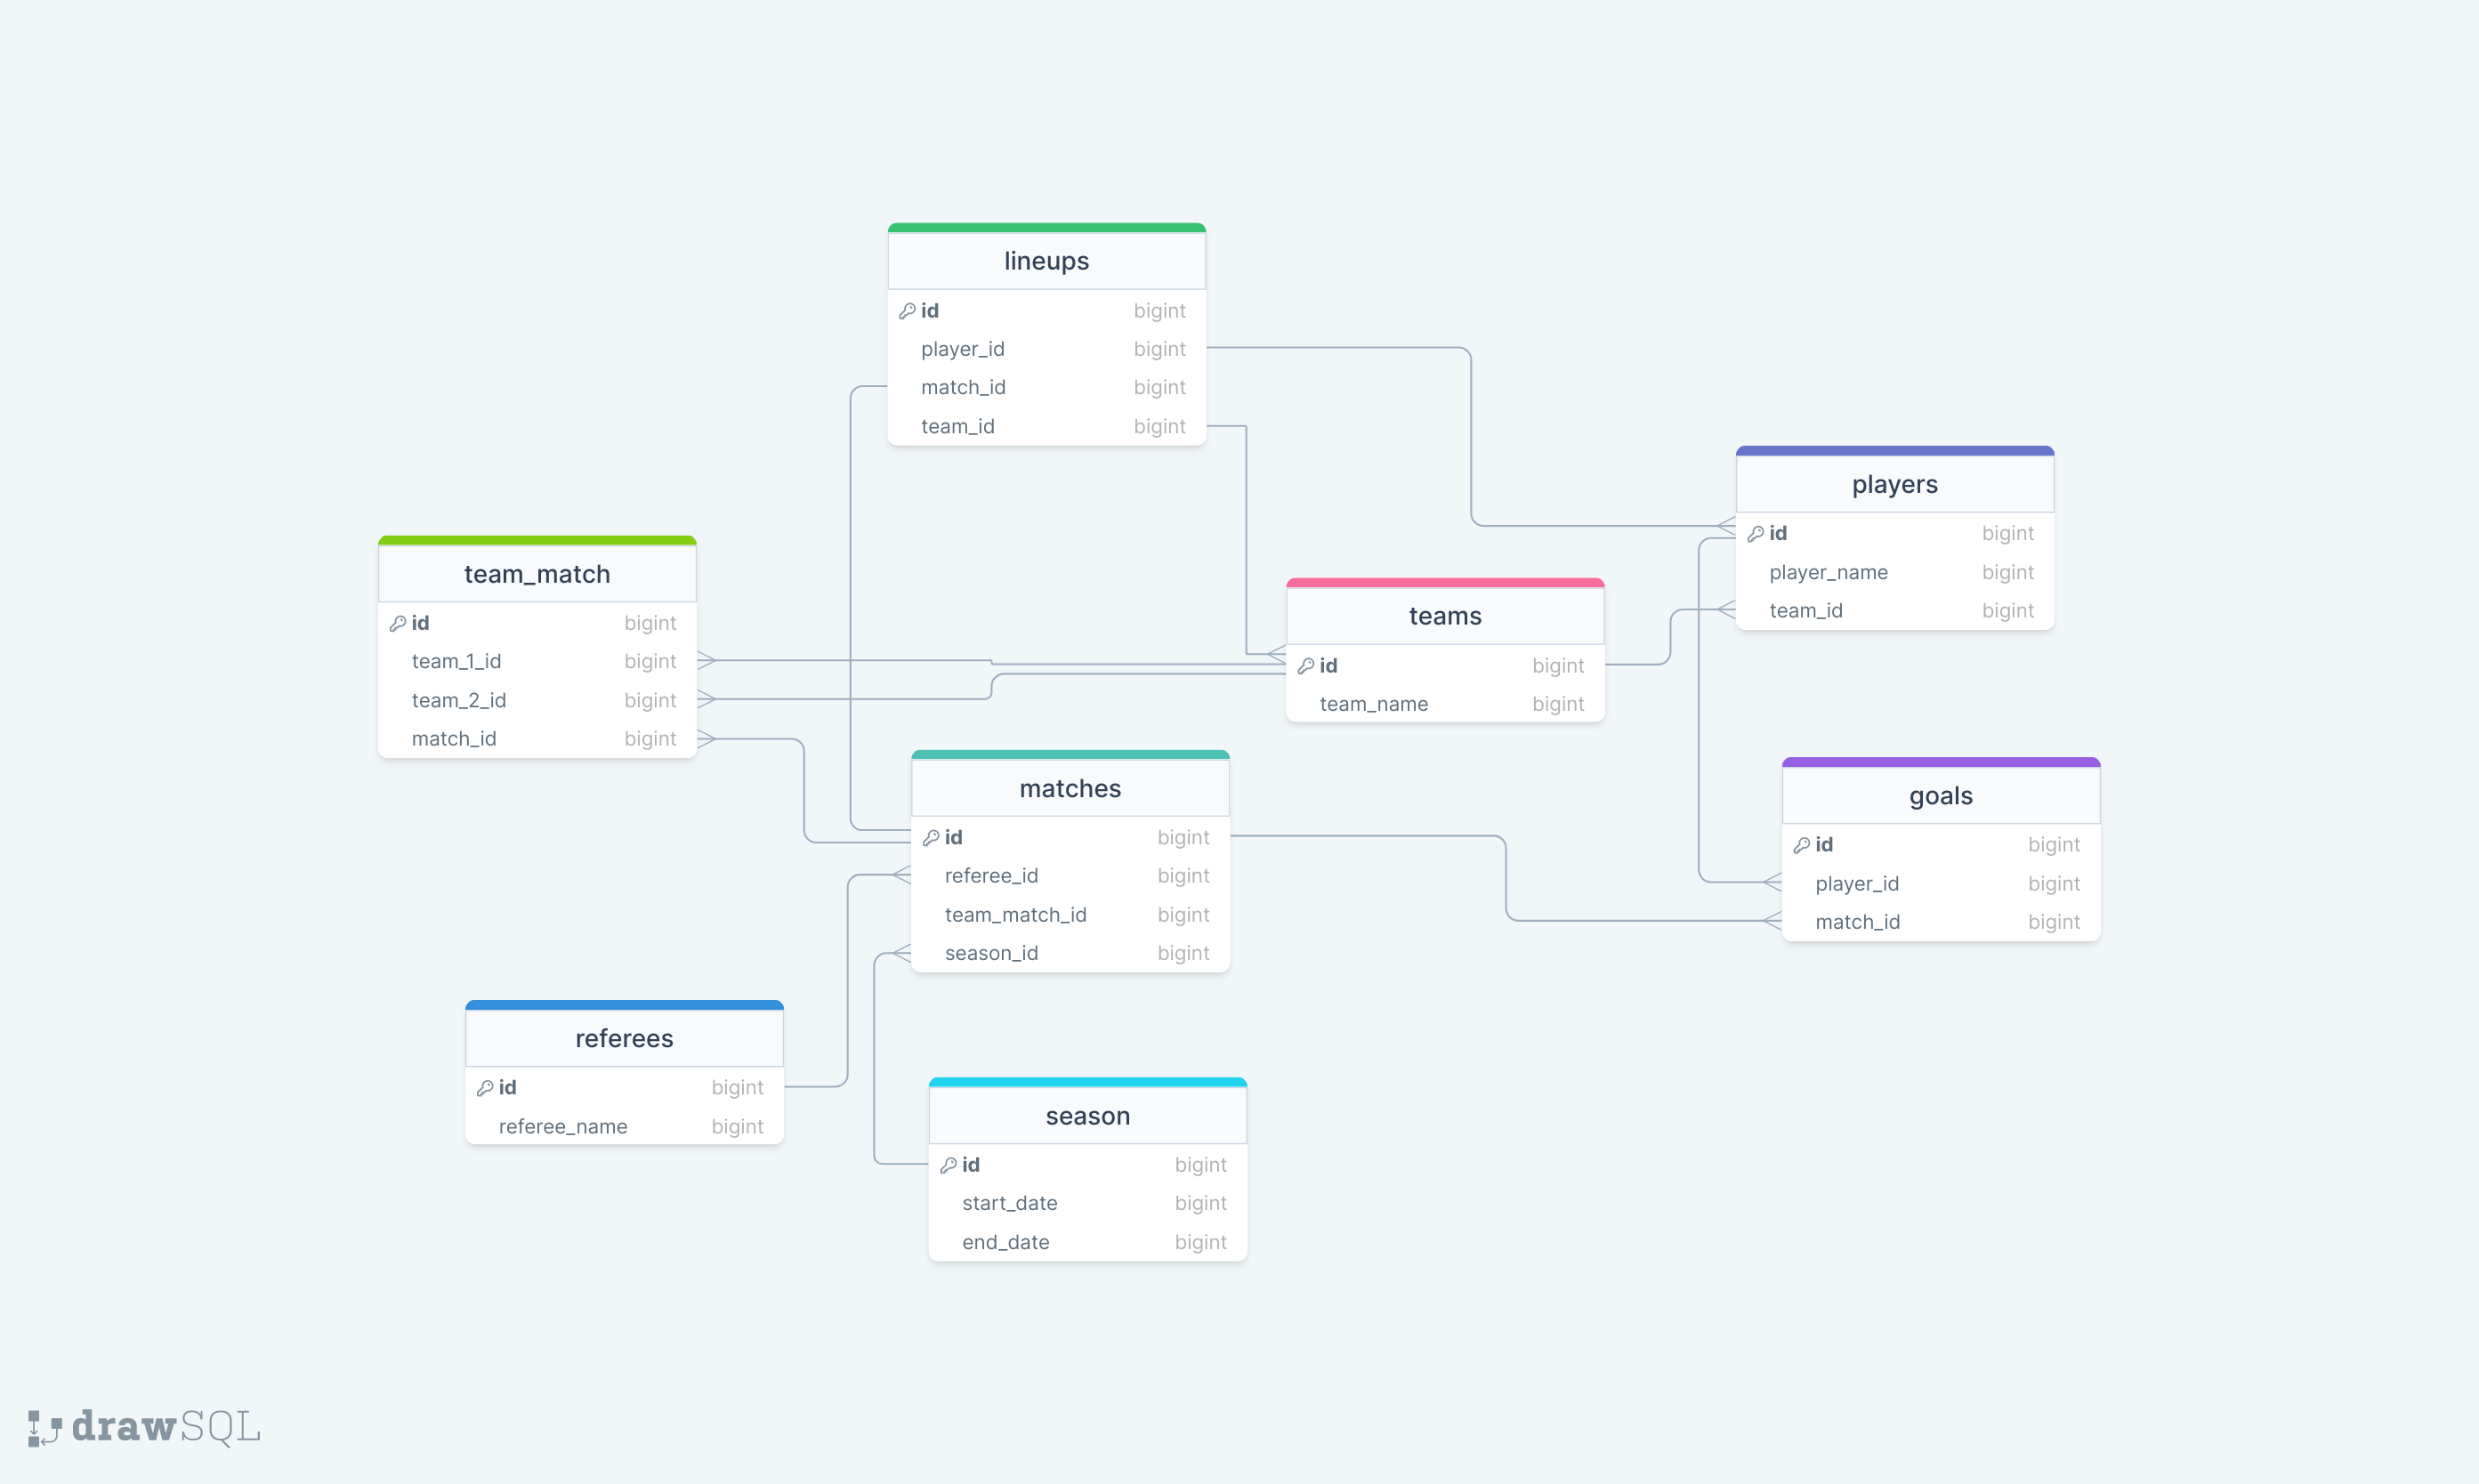 lineups
id bigint
player_id bigint
match_id bigint
team_id bigint
players
id bigint
player_name bigint
team_id bigint
team_match
id bigint
team_1_id bigint
team_2_id bigint
match_id bigint
teams
id bigint
team_name bigint
matches
id bigint
referee_id bigint
team_match_id bigint
season_id bigint
goals
id bigint
player_id bigint
match_id bigint
referees
id bigint
referee_name bigint
season
id bigint
start_date bigint
end_date bigint
drawSQL